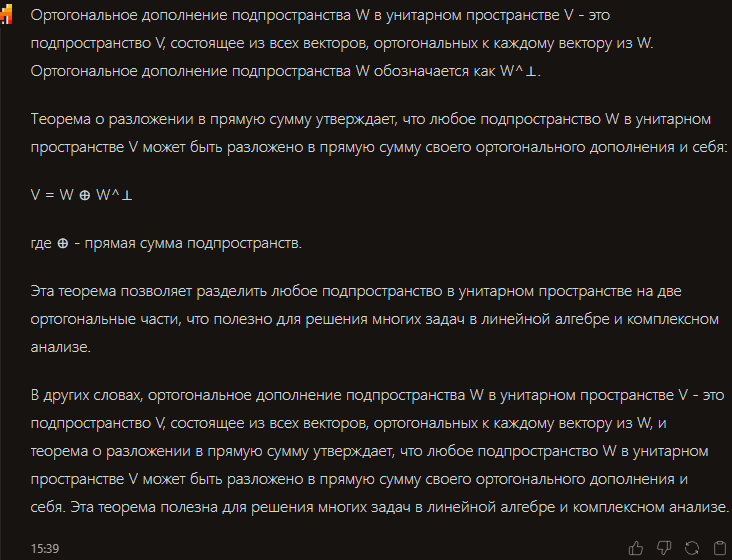 Ортогональное дополнение подпространства W в унитарном пространстве V - это
подпространство V, состоящее из всех векторов, ортогональных к каждому вектору из W.
Ортогональное дополнение подпространства W обозначается как W^⊥.
Теорема о разложении в прямую сумму утверждает, что любое подпространство W в унитарном
пространстве V может быть разложено в прямую сумму своего ортогонального дополнения и себя:
V = W ⊕ W^⊥
где ⊕ - прямая сумма подпространств.
Эта теорема позволяет разделить любое подпространство в унитарном пространстве на две
ортогональные части, что полезно для решения многих задач в линейной алгебре и комплексном
анализе.
В других словах, ортогональное дополнение подпространства W в унитарном пространстве V - это
подпространство V, состоящее из всех векторов, ортогональных к каждому вектору из W, и
теорема о разложении в прямую сумму утверждает, что любое подпространство W в унитарном
пространстве V может быть разложено в прямую сумму своего ортогонального дополнения и
себя. Эта теорема полезна для решения многих задач в линейной алгебре и комплексном анализе.
15:39